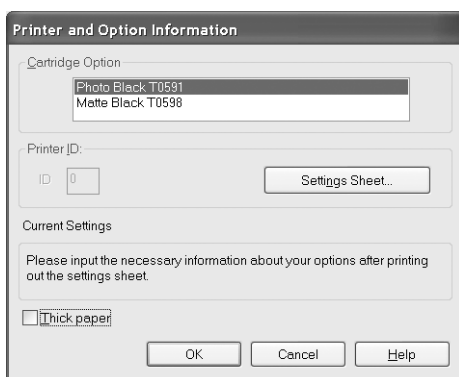 Printer and Option Information
Cartridge Option
Photo Black T0591
Matte Black T0598
Printer ID:
ID 0
Settings Sheet...
Current Settings
Please input the necessary information about your options after printing
out the settings sheet.
Thick paper
OK Cancel Help